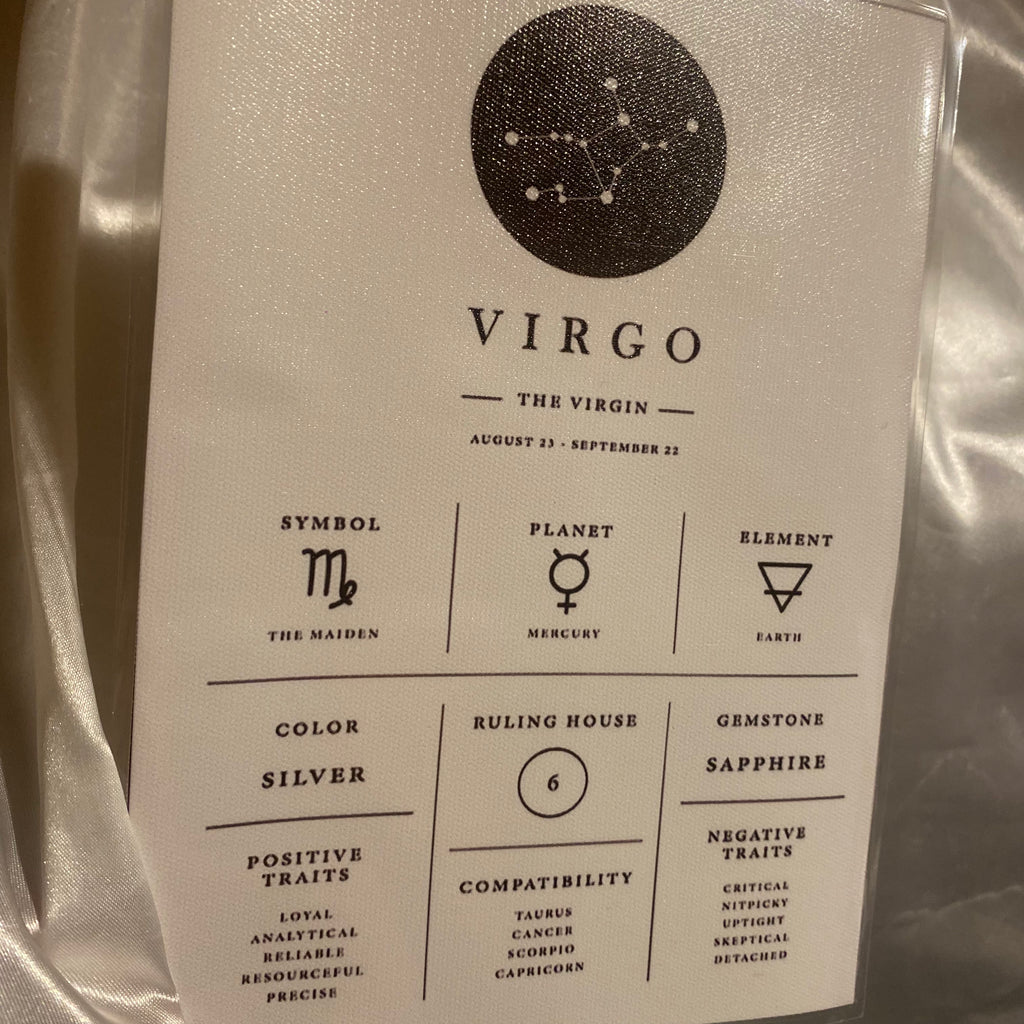 VIRGO
THE VIRGIN
AUGUST 23 - SEPTEMBER 22
SYMBOL
THE MAIDEN
PLANET
MERCURY
ELEMENT
EARTH
COLOR
SILVER
RULING HOUSE
6
GEMSTONE
SAPPHIRE
POSITIVE
TRAITS
LOYAL
ANALYTICAL
RELIABLE
RESOURCEFUL
PRECISE
COMPATIBILITY
TAURUS
CANCER
SCORPIO
CAPRICORN
NEGATIVE
TRAITS
CRITICAL
NITPICKY
UPTIGHT
SKEPTICAL
DETACHED